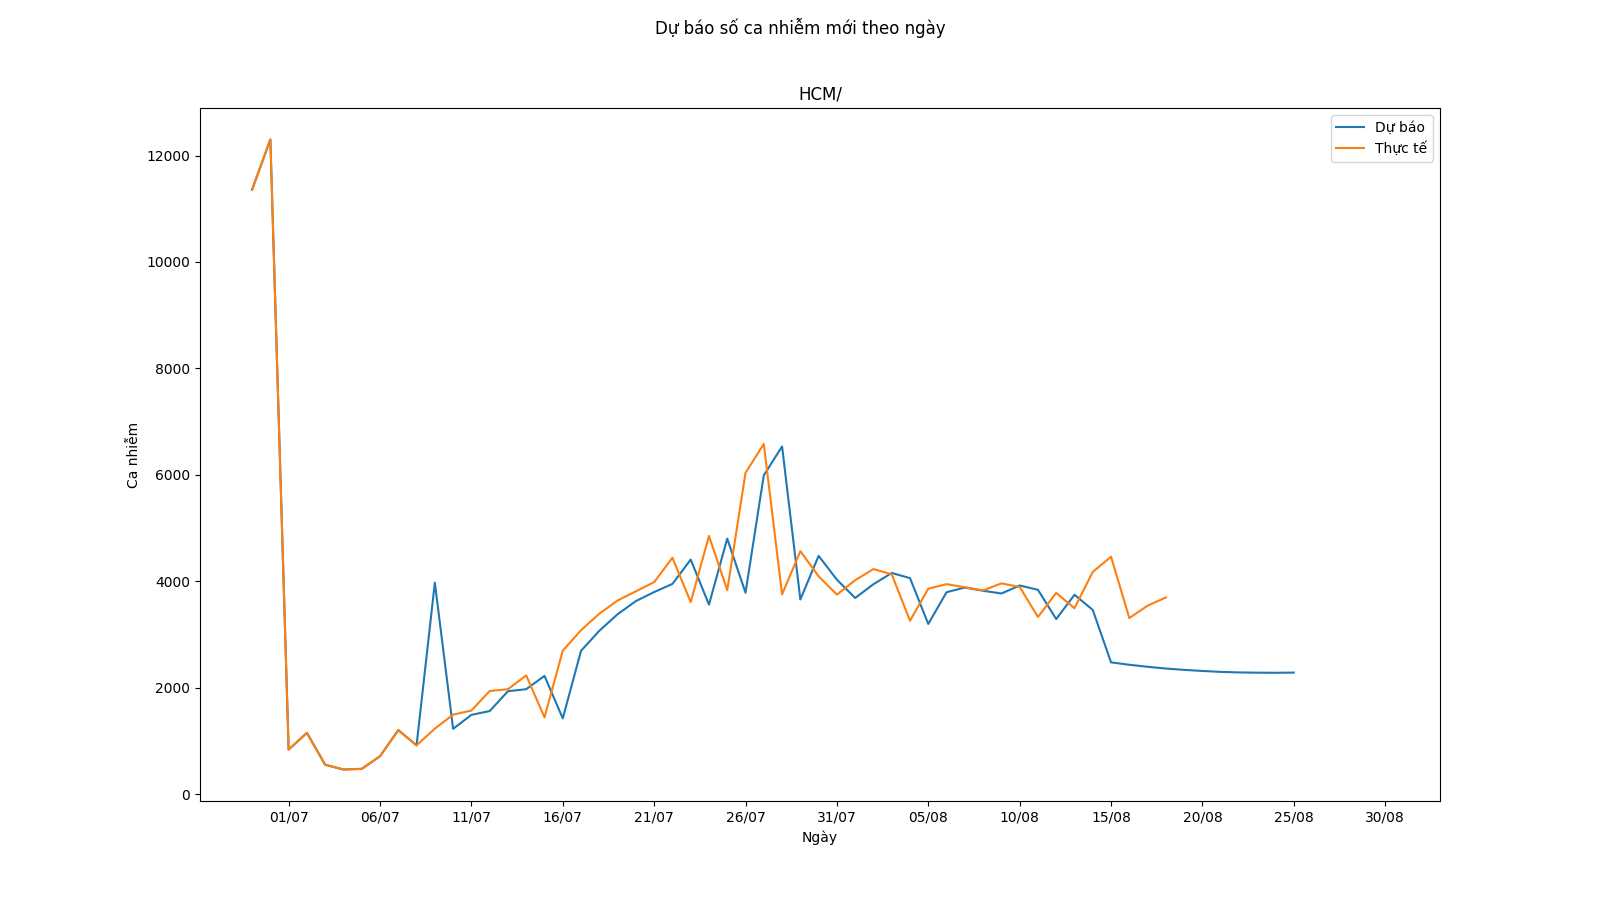 Dự báo số ca nhiễm mới theo ngày
HCM/
Dự báo
Thực tế
12000
10000
8000
6000
4000
2000
0
Ca nhiễm
01/07 06/07 11/07 16/07 21/07 26/07 31/07 05/08 10/08 15/08 20/08 25/08 30/08
Ngày